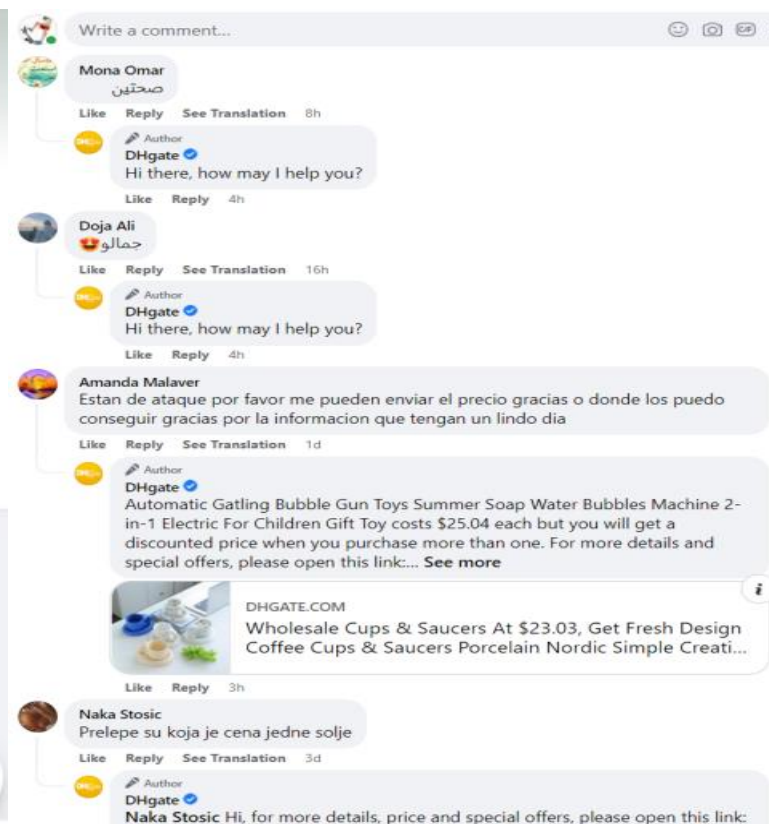 Write a comment...
GIF
Mona Omar
صحتين
Like Reply See Translation 8h
Author
DHgate
Hi there, how may I help you?
Like Reply 4h
Doja Ali
جمالو😍
Like Reply See Translation 16h
Author
DHgate
Hi there, how may I help you?
Like Reply 4h
Amanda Malaver
Estan de ataque por favor me pueden enviar el precio gracias o donde los puedo
conseguir gracias por la informacion que tengan un lindo dia
Like Reply See Translation 1d
Author
DHgate
Automatic Gatling Bubble Gun Toys Summer Soap Water Bubbles Machine 2-
in-1 Electric For Children Gift Toy costs $25.04 each but you will get a
discounted price when you purchase more than one. For more details and
special offers, please open this link:... See more
DHGATE.COM
Wholesale Cups & Saucers At $23.03, Get Fresh Design
Coffee Cups & Saucers Porcelain Nordic Simple Creati...
Like Reply 3h
Naka Stosic
Prelepe su koja je cena jedne solje
Like Reply See Translation 3d
Author
DHgate
Naka Stosic Hi, for more details, price and special offers, please open this link: